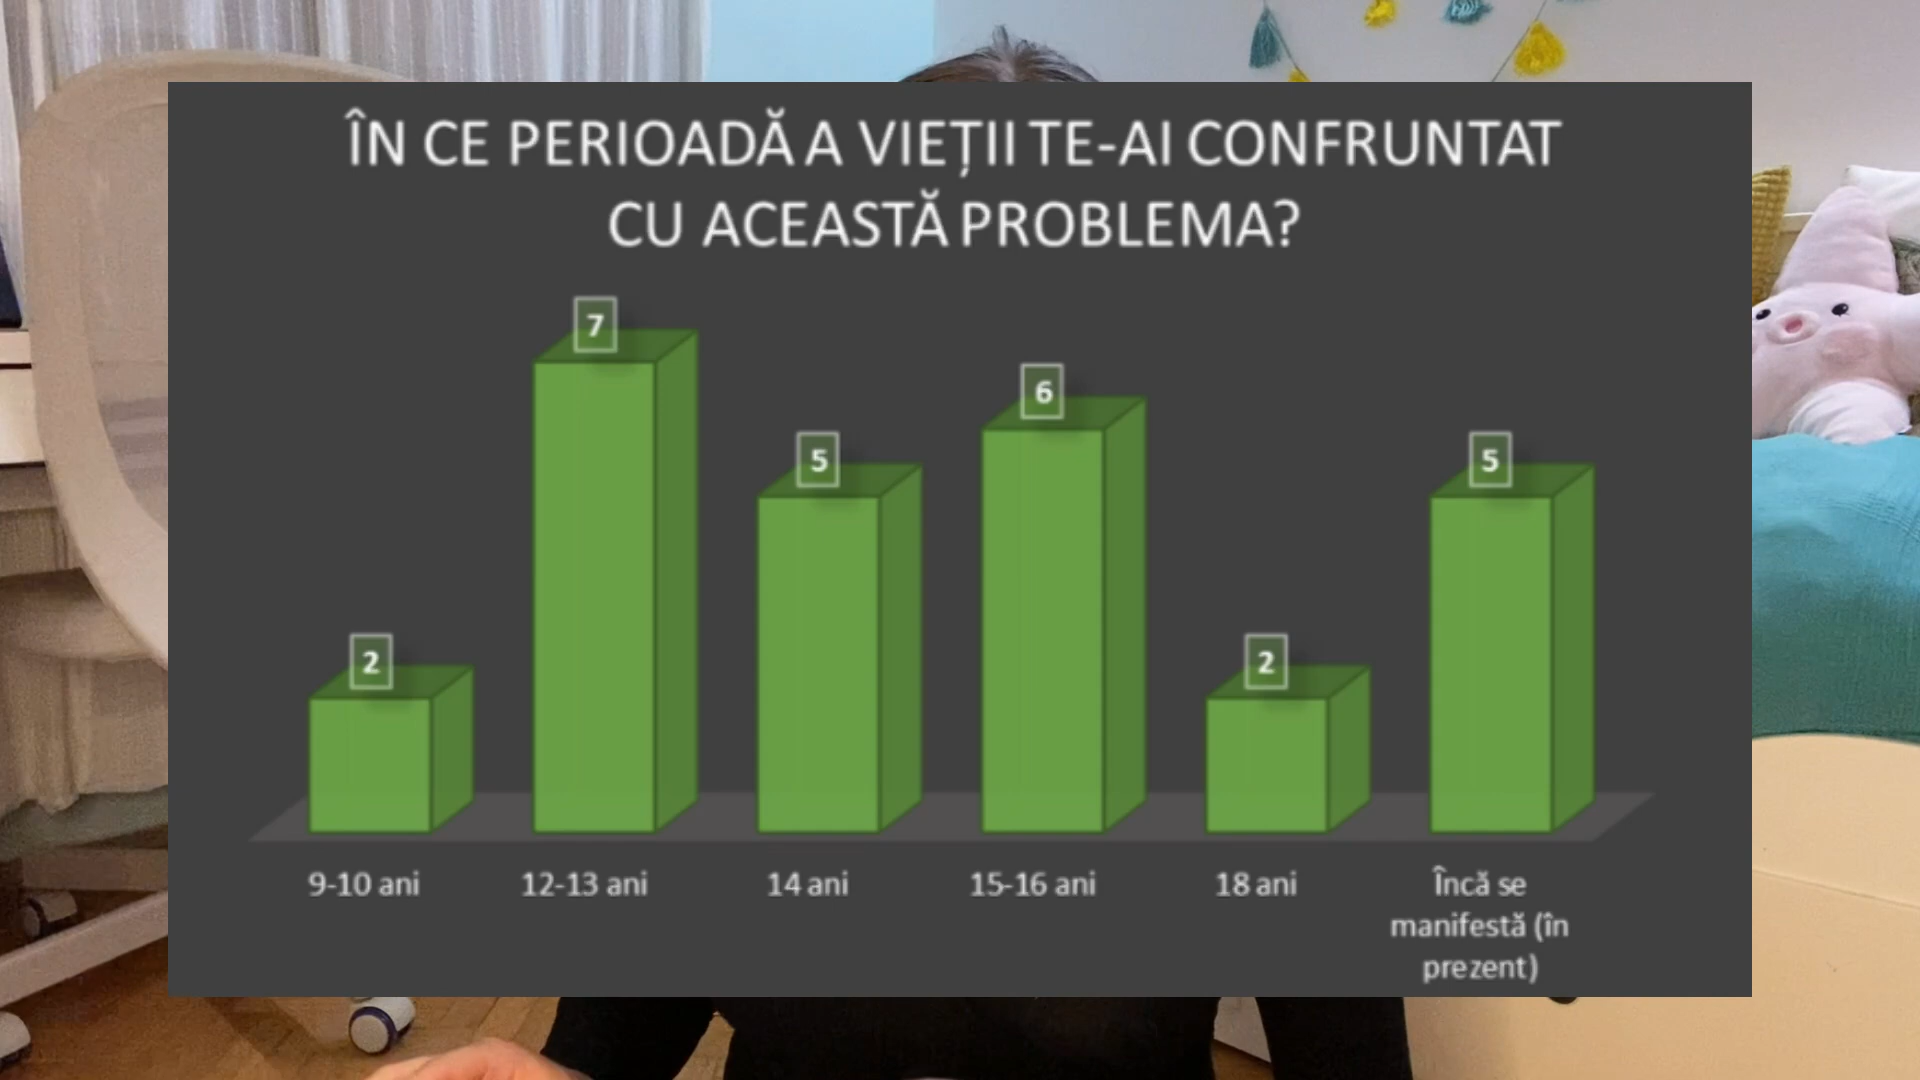 ÎN CE PERIOADĂ A VIEȚII TE-AI CONFRUNTAT
CU ACEASTĂ PROBLEMA?
2
7
5
6
2
5
9-10 ani
12-13 ani
14 ani
15-16 ani
18 ani
Încă se
manifestă (în
prezent)